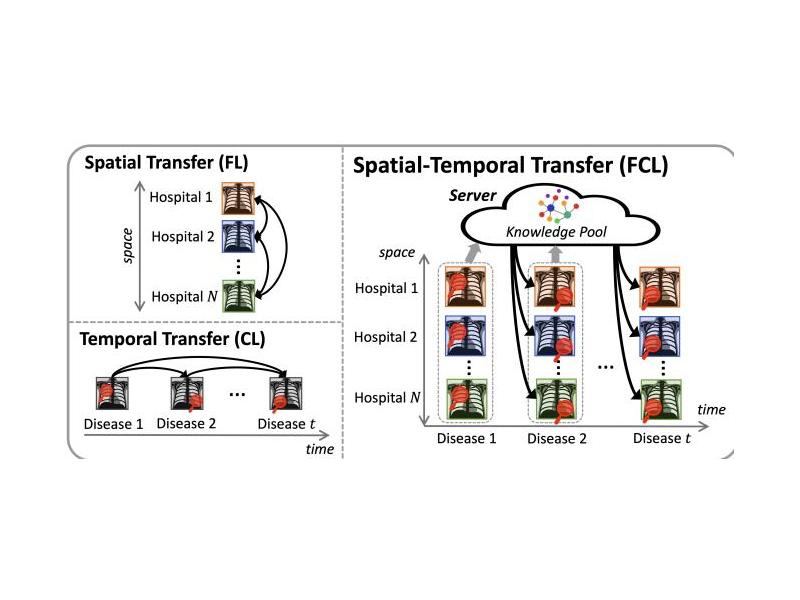 Spatial Transfer (FL)
space
Hospital 1
Hospital 2
Hospital N
Temporal Transfer (CL)
Disease 1
Disease 2
...
Disease t
time
Spatial-Temporal Transfer (FCL)
Server
Knowledge Pool
space
Hospital 1
Hospital 2
...
Hospital N
time
Disease 1
Disease 2
Disease t